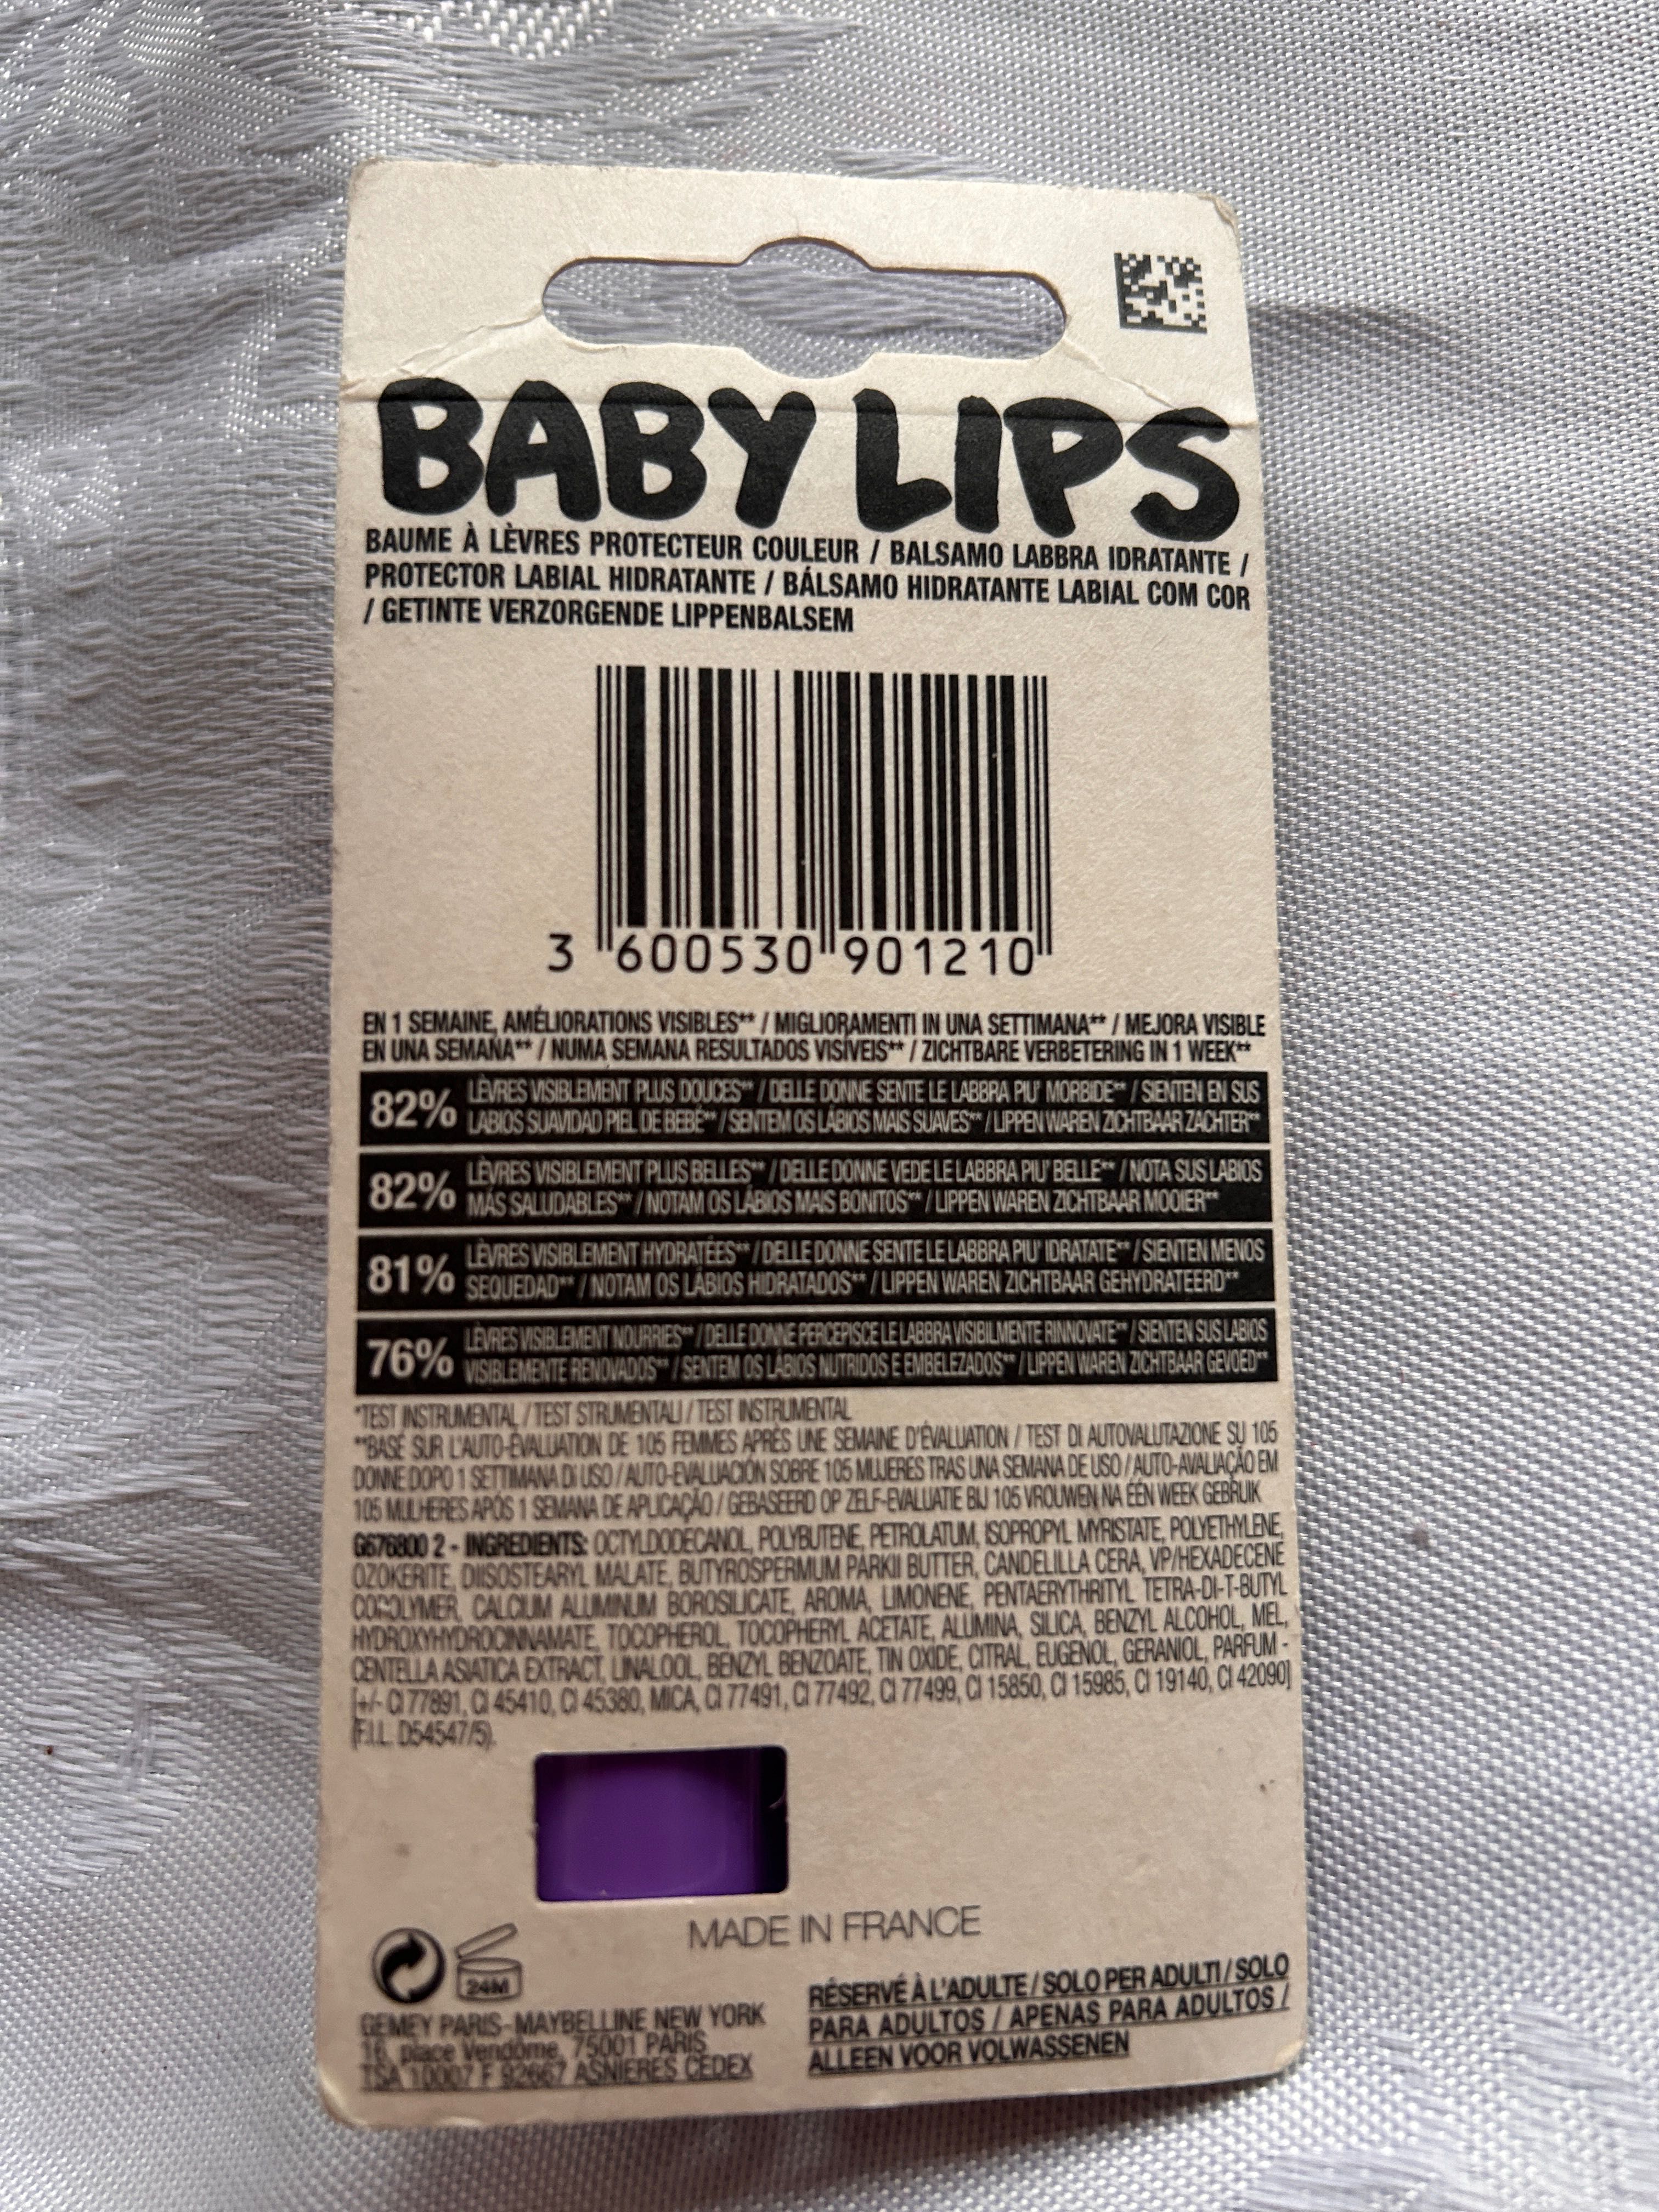 BABY LIPS
BAUME À LÈVRES PROTECTEUR COULEUR / BALSAMO LABBRA IDRATANTE /
PROTECTOR LABIAL HIDRATANTE / BÁLSAMO HIDRATANTE LABIAL COM COR
/ GETINTE VERZORGENDE LIPPENBALSEM
3 600530 901210
EN 1 SEMAINE, AMÉLIORATIONS VISIBLES** / MIGLIORAMENTI IN UNA SETTIMANA** / MEJORA VISIBLE
EN UNA SEMANA** / NUMA SEMANA RESULTADOS VISÍVEIS** / ZICHTBARE VERBETERING IN 1 WEEK**
82% LÈVRES VISIBLEMENT PLUS DOUCES** / DELLE DONNE SENTE LE LABBRA PIU' MORBIDE** / SIENTEN EN SUS
LABIOS SUAVIDAD PIEL DE BEBÉ** / SENTEM OS LÁBIOS MAIS SUAVES** / LIPPEN WAREN ZICHTBAAR ZACHTER**
82% LÈVRES VISIBLEMENT PLUS BELLES** / DELLE DONNE VEDE LE LABBRA PIU' BELLE** / NOTA SUS LABIOS
MÁS SALUDABLES** / NOTAM OS LÁBIOS MAIS BONITOS** / LIPPEN WAREN ZICHTBAAR MOOIER**
81% LÈVRES VISIBLEMENT HYDRATÉES** / DELLE DONNE SENTE LE LABBRA PIU' IDRATATE** / SIENTEN MENOS
SEQUEDAD** / NOTAM OS LÁBIOS HIDRATADOS** / LIPPEN WAREN ZICHTBAAR GEHYDRATEERD**
76% LÈVRES VISIBLEMENT NOURRIES** / DELLE DONNE PERCEPISCE LE LABBRA VISIBILMENTE RINNOVATE** / SIENTEN SUS LABIOS
VISIBLEMENTE RENOVADOS** / SENTEM OS LÁBIOS NUTRIDOS E EMBELEZADOS** / LIPPEN WAREN ZICHTBAAR GEVOED**
*TEST INSTRUMENTAL / TEST STRUMENTALI / TEST INSTRUMENTAL
**BASÉ SUR L'AUTO-ÉVALUATION DE 105 FEMMES APRÈS UNE SEMAINE D'ÉVALUATION / TEST DI AUTOVALUTAZIONE SU 105
DONNE DOPO 1 SETTIMANA DI USO / AUTO-EVALUACIÓN SOBRE 105 MUJERES TRAS UNA SEMANA DE USO / AUTO-AVALIAÇÃO EM
105 MULHERES APÓS 1 SEMANA DE APLICAÇÃO / GEBASEERD OP ZELF-EVALUATIE BIJ 105 VROUWEN NA ÉÉN WEEK GEBRUIK
G676800 2 - INGREDIENTS: OCTYLDODECANOL, POLYBUTENE, PETROLATUM, ISOPROPYL MYRISTATE, POLYETHYLENE,
OZOKERITE, DIISOSTEARYL MALATE, BUTYROSPERMUM PARKII BUTTER, CANDELILLA CERA, VP/HEXADECENE
COPOLYMER, CALCIUM ALUMINUM BOROSILICATE, AROMA, LIMONENE, PENTAERYTHRITYL TETRA-DI-T-BUTYL
HYDROXYHYDROCINNAMATE, TOCOPHEROL, TOCOPHERYL ACETATE, ALUMINA, SILICA, BENZYL ALCOHOL, MEL,
CENTELLA ASIATICA EXTRACT, LINALOOL, BENZYL BENZOATE, TIN OXIDE, CITRAL, EUGENOL, GERANIOL, PARFUM -
[+/- CI 77891, CI 45410, CI 45380, MICA, CI 77491, CI 77492, CI 77499, CI 15850, CI 15985, CI 19140, CI 42090]
(F.I.L. D54547/5).
MADE IN FRANCE
24M
GEMEY PARIS-MAYBELLINE NEW YORK
16, place Vendôme, 75001 PARIS
TSA 10007 F 92667 ASNIERES CEDEX
RÉSERVÉ À L'ADULTE / SOLO PER ADULTI / SOLO
PARA ADULTOS / APENAS PARA ADULTOS /
ALLEEN VOOR VOLWASSENEN